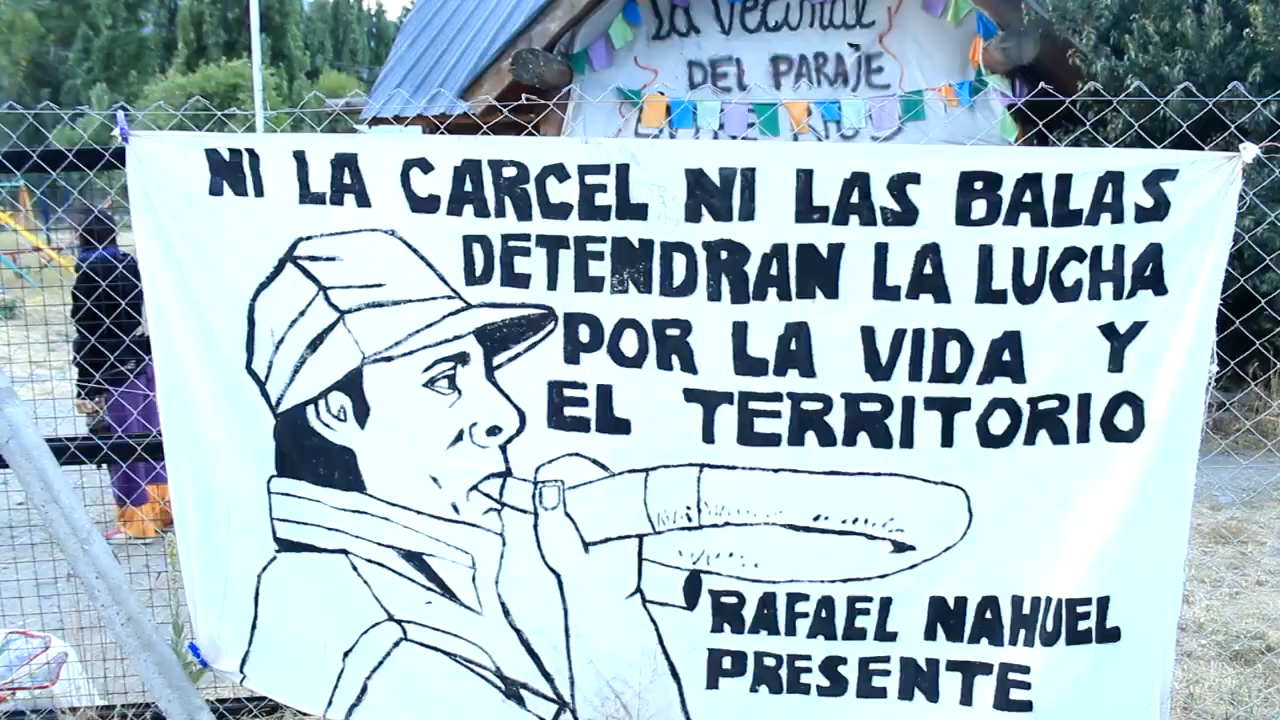 La Vecinal
DEL PARAJE
NI LA CARCEL NI LAS BALAS
DETENDRAN LA LUCHA
POR LA VIDA Y
EL TERRITORIO
RAFAEL NAHUEL
PRESENTE